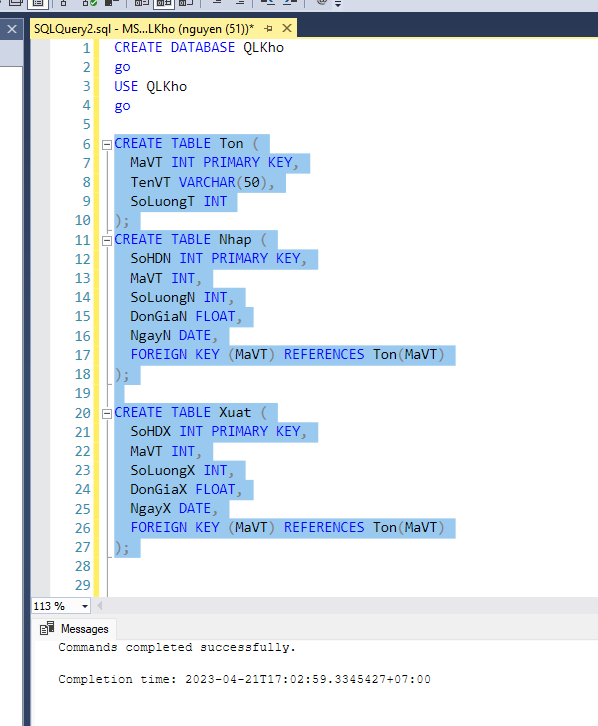 SQLQuery2.sql - MS...LKho (nguyen (51))*
1 CREATE DATABASE QLKho
2 go
3 USE QLKho
4 go
5
6 CREATE TABLE Ton (
7 MaVT INT PRIMARY KEY,
8 TenVT VARCHAR(50),
9 SoLuongT INT
10 );
11 CREATE TABLE Nhap (
12 SoHDN INT PRIMARY KEY,
13 MaVT INT,
14 SoLuongN INT,
15 DonGiaN FLOAT,
16 NgayN DATE,
17 FOREIGN KEY (MaVT) REFERENCES Ton(MaVT)
18 );
19
20 CREATE TABLE Xuat (
21 SoHDX INT PRIMARY KEY,
22 MaVT INT,
23 SoLuongX INT,
24 DonGiaX FLOAT,
25 NgayX DATE,
26 FOREIGN KEY (MaVT) REFERENCES Ton(MaVT)
27 );
28
29
113 %
Messages
Commands completed successfully.
Completion time: 2023-04-21T17:02:59.3345427+07:00